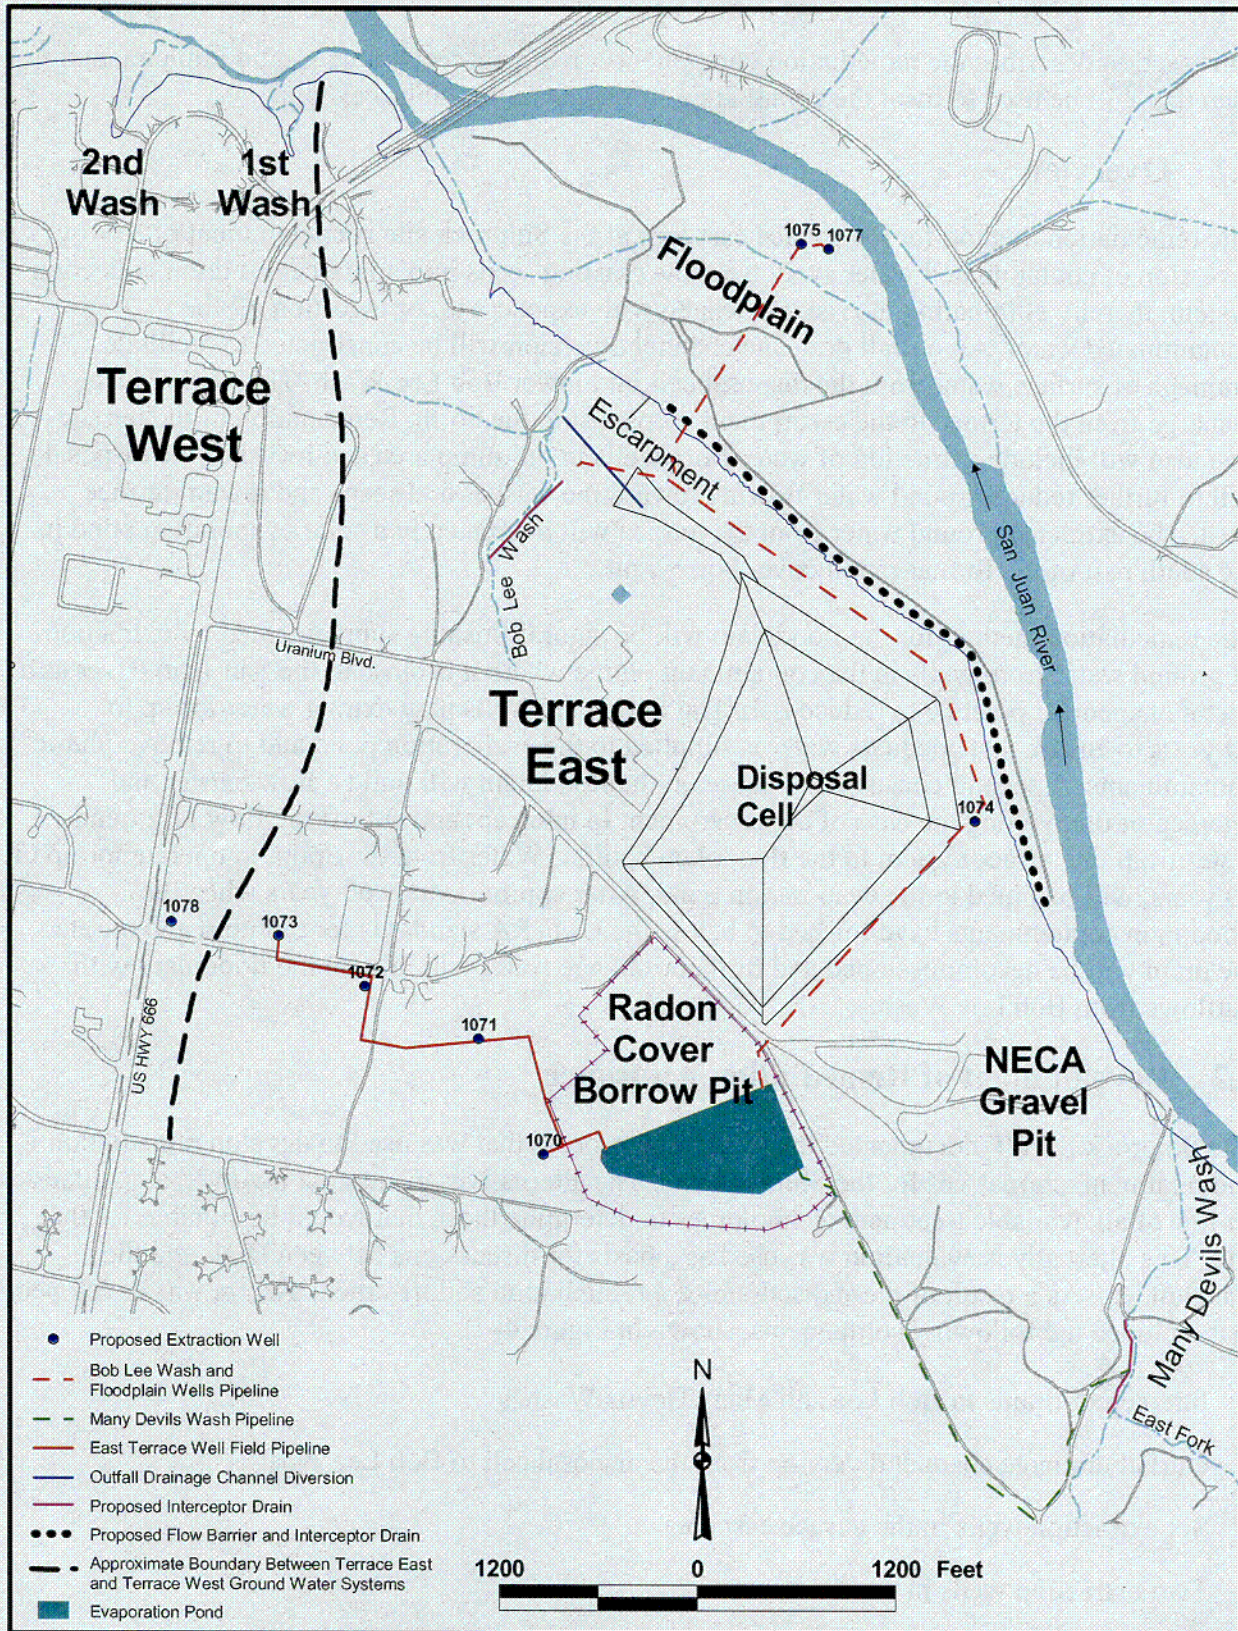 2nd
Wash
1st
Wash
1075
1077
Floodplain
Terrace
West
Escarpment
Bob Lee Wash
San Juan River
Uranium Blvd.
Terrace
East
Disposal
Cell
1074
1078
1073
1072
1071
US HWY 666
Radon
Cover
Borrow Pit
NECA
Gravel
Pit
1070
Many Devils Wash
East Fork
Proposed Extraction Well
Bob Lee Wash and
Floodplain Wells Pipeline
Many Devils Wash Pipeline
East Terrace Well Field Pipeline
Outfall Drainage Channel Diversion
Proposed Interceptor Drain
Proposed Flow Barrier and Interceptor Drain
Approximate Boundary Between Terrace East
and Terrace West Ground Water Systems
Evaporation Pond
N
1200 0 1200 Feet